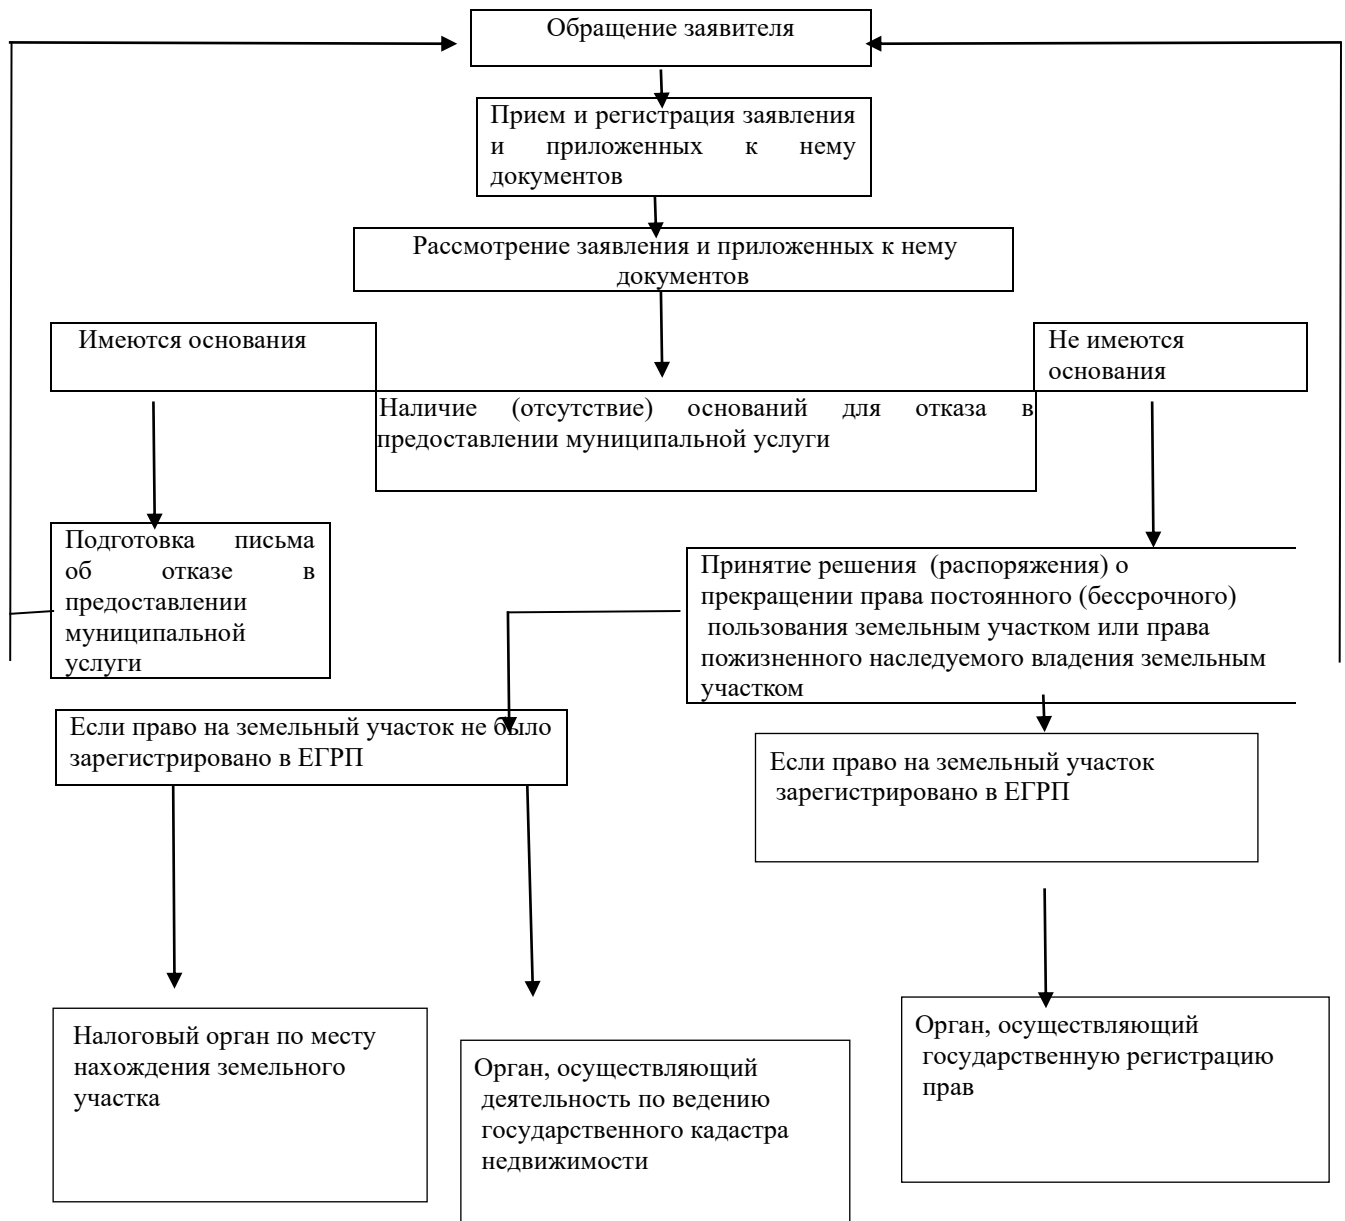 Обращение заявителя
Прием и регистрация заявления
и приложенных к нему
документов
Рассмотрение заявления и приложенных к нему
документов
Имеются основания
Не имеются
основания
Наличие (отсутствие) оснований для отказа в
предоставлении муниципальной услуги
Подготовка письма
об отказе в
предоставлении
муниципальной
услуги
Принятие решения (распоряжения) о
прекращении права постоянного (бессрочного)
пользования земельным участком или права
пожизненного наследуемого владения земельным
участком
Если право на земельный участок не было
зарегистрировано в ЕГРП
Если право на земельный участок
зарегистрировано в ЕГРП
Налоговый орган по месту
нахождения земельного
участка
Орган, осуществляющий
деятельность по ведению
государственного кадастра
недвижимости
Орган, осуществляющий
государственную регистрацию
прав